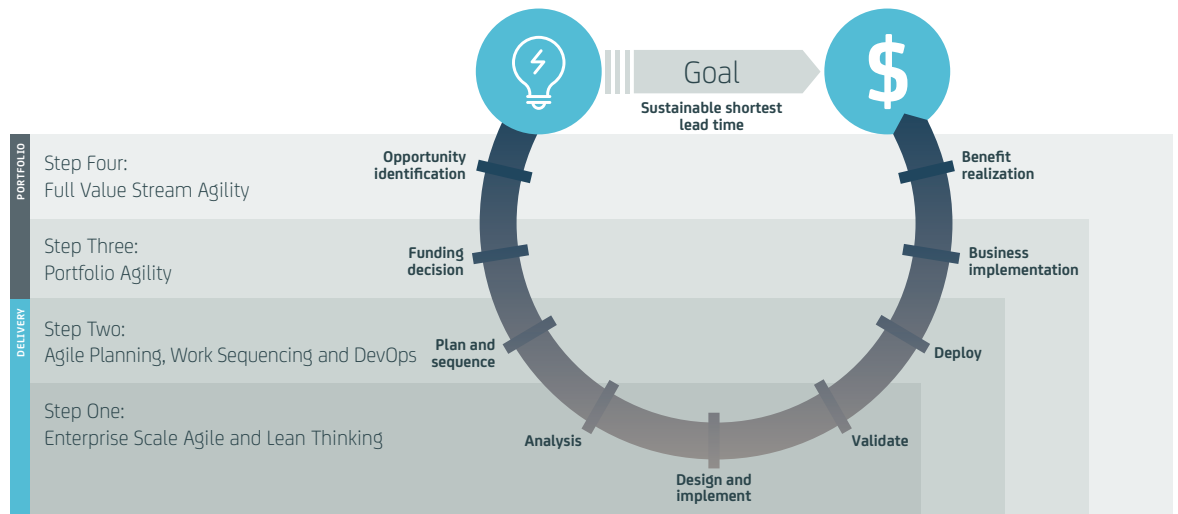 $
Goal
Sustainable shortest
lead time
PORTFOLIO
Step Four:
Full Value Stream Agility
Opportunity
identification
Benefit
realization
Step Three:
Portfolio Agility
Funding
decision
Business
implementation
DELIVERY
Step Two:
Agile Planning, Work Sequencing and DevOps
Plan and
sequence
Deploy
Step One:
Enterprise Scale Agile and Lean Thinking
Analysis
Validate
Design and
implement